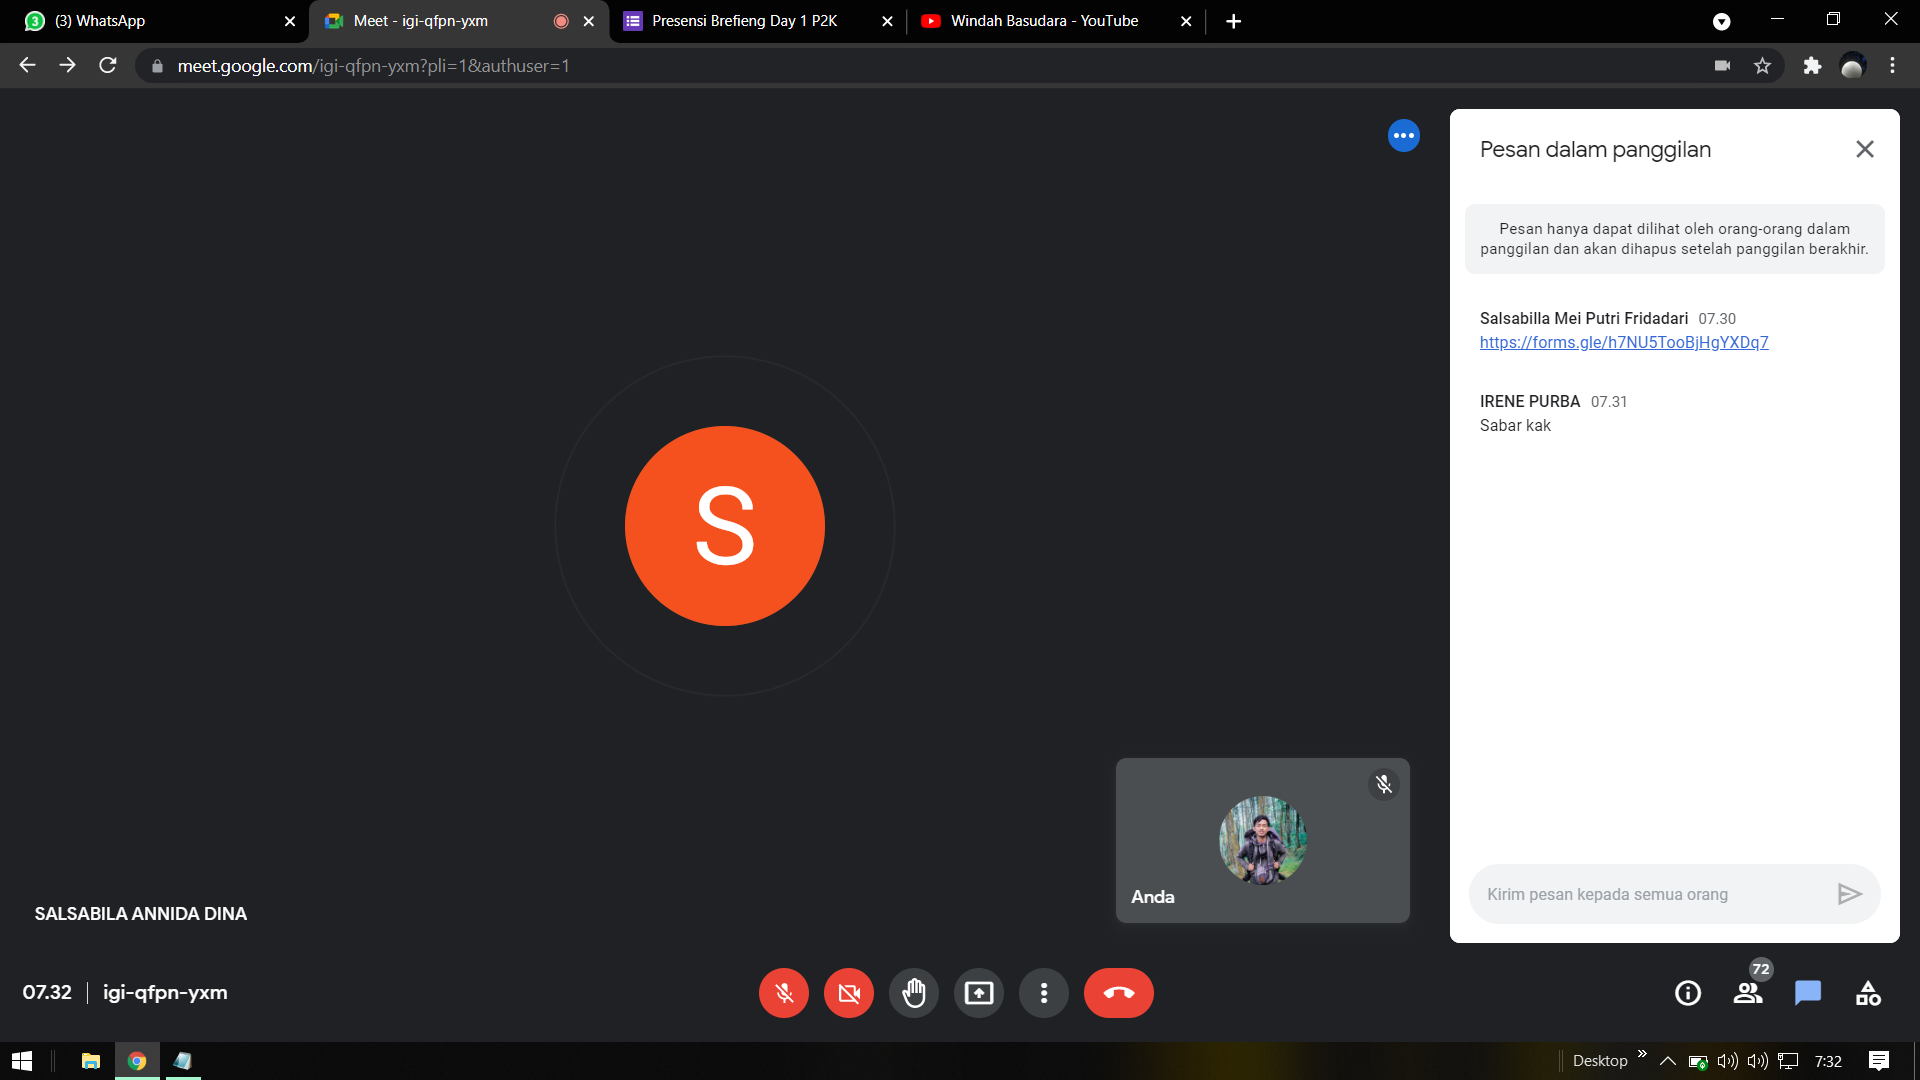 3
(3) WhatsApp
Meet - igi-qfpn-yxm
Presensi Brefieng Day 1 P2K
Windah Basudara - YouTube
meet.google.com/igi-qfpn-yxm?pli=1&authuser=1
Pesan dalam panggilan
Pesan hanya dapat dilihat oleh orang-orang dalam
panggilan dan akan dihapus setelah panggilan berakhir.
Salsabilla Mei Putri Fridadari 07.30
https://forms.gle/h7NU5TooBjHgYXDq7
IRENE PURBA 07.31
Sabar kak
S
Anda
SALSABILA ANNIDA DINA
Kirim pesan kepada semua orang
07.32 | igi-qfpn-yxm
72
Desktop
7:32